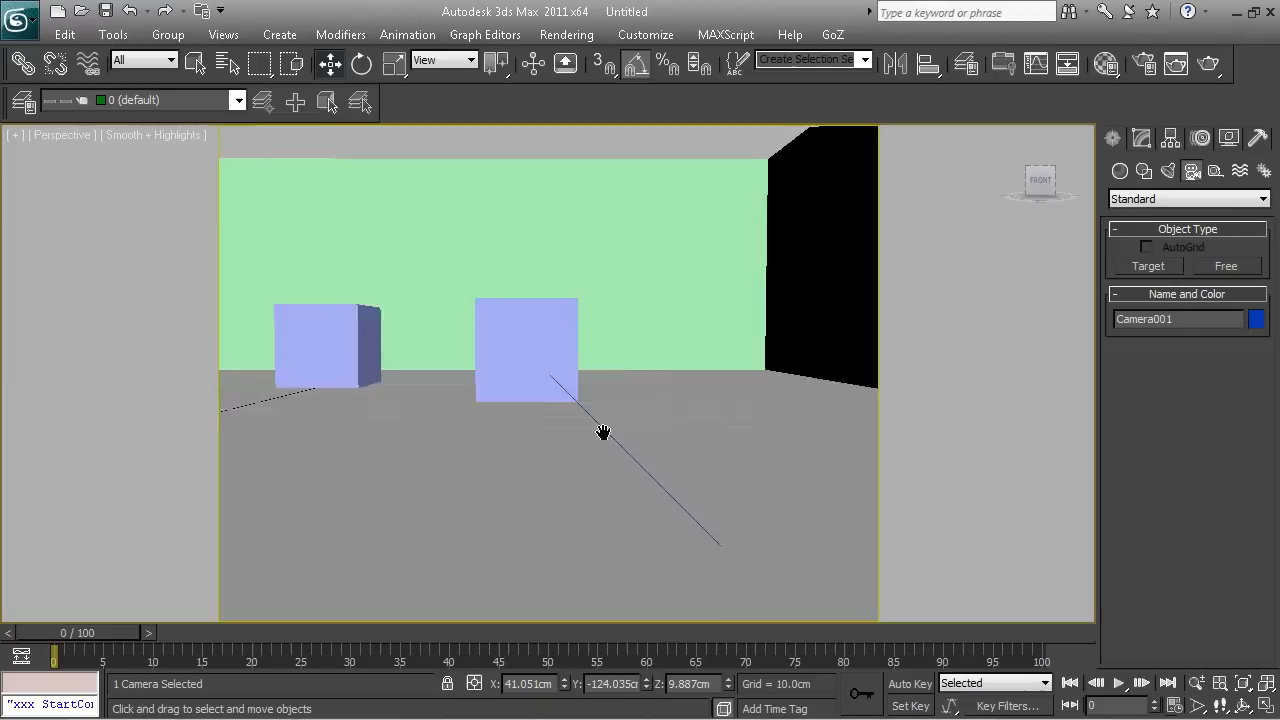 Autodesk 3ds Max 2011 x64 Untitled
Type a keyword or phrase
Edit Tools Group Views Create Modifiers Animation Graph Editors Rendering Customize MAXScript Help GoZ
All View Create Selection Se
0 (default)
[ + ] [ Perspective ] [ Smooth + Highlights ]
FRONT
Standard
- Object Type
AutoGrid
Target Free
- Name and Color
Camera001
< 0 / 100 >
0 5 10 15 20 25 30 35 40 45 50 55 60 65 70 75 80 85 90 95 100
1 Camera Selected X: 41.051cm Y: -124.035c Z: 9.887cm Grid = 10.0cm Auto Key Selected
"xxx StartCor Click and drag to select and move objects Add Time Tag Set Key Key Filters... 0